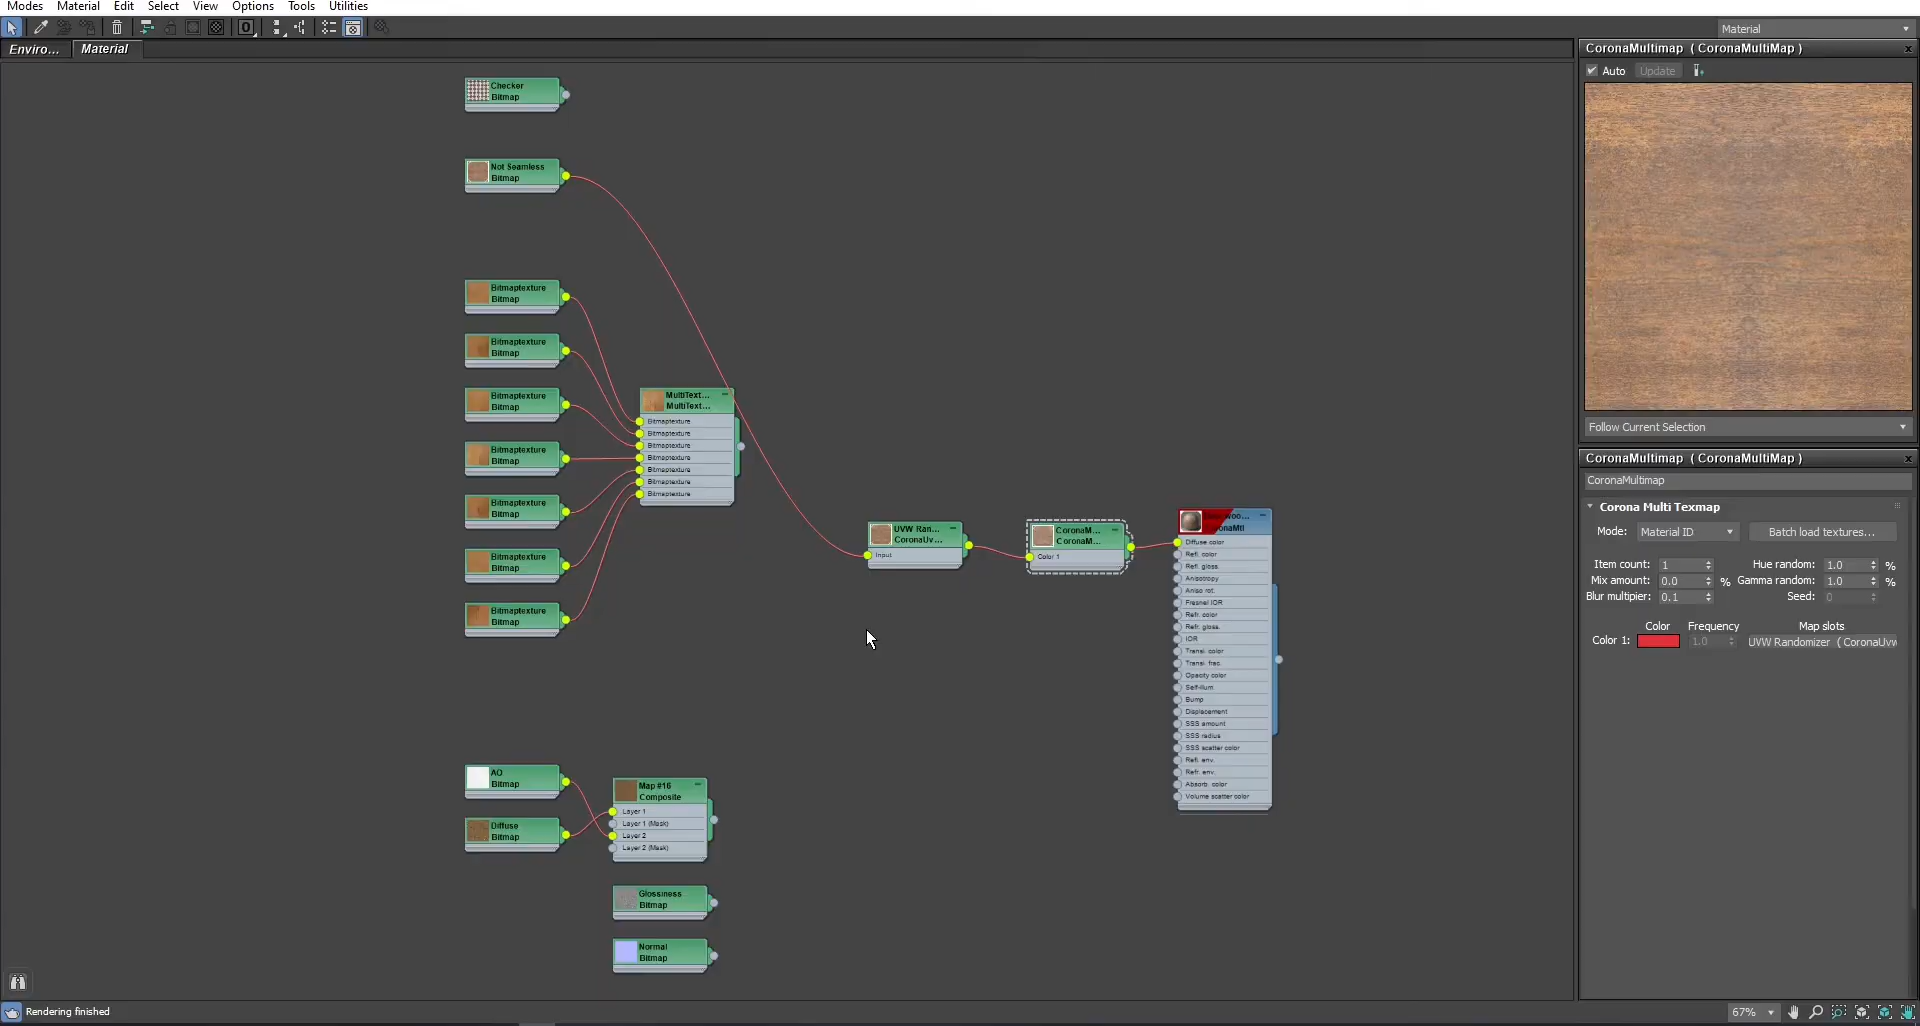 Modes Material Edit Select View Options Tools Utilities
Material
Enviro... Material
CoronaMultimap ( CoronaMultiMap )
Auto Update
Follow Current Selection
CoronaMultimap ( CoronaMultiMap )
CoronaMultimap
Corona Multi Texmap
Mode: Material ID Batch load textures...
Item count: 1 Hue random: 1.0 %
Mix amount: 0.0 % Gamma random: 1.0 %
Blur multiplier: 0.1 Seed: 0
Color Frequency Map slots
Color 1: 1.0 UVW Randomizer ( CoronaUvw
Checker
Bitmap
Not Seamless
Bitmap
Bitmaptexture
Bitmap
Bitmaptexture
Bitmap
Bitmaptexture
Bitmap
Bitmaptexture
Bitmap
Bitmaptexture
Bitmap
Bitmaptexture
Bitmap
Bitmaptexture
Bitmap
MultiText...
MultiText...
Bitmaptexture
Bitmaptexture
Bitmaptexture
Bitmaptexture
Bitmaptexture
Bitmaptexture
Bitmaptexture
UVW Ran...
CoronaUv...
Input
CoronaM...
CoronaM...
Color 1
Diffuse color
Refl. color
Refl. gloss.
Anisotropy
Aniso rot.
Fresnel IOR
Refr. color
Refr. gloss.
IOR
Transl. color
Transl. frac.
Opacity color
Self-Illum
Bump
Displacement
SSS amount
SSS radius
SSS scatter color
Refl. env.
Refr. env.
Absorb. color
Volume scatter color
AO
Bitmap
Diffuse
Bitmap
Map #16
Composite
Layer 1
Layer 1 (Mask)
Layer 2
Layer 2 (Mask)
Glossiness
Bitmap
Normal
Bitmap
Rendering finished
67%